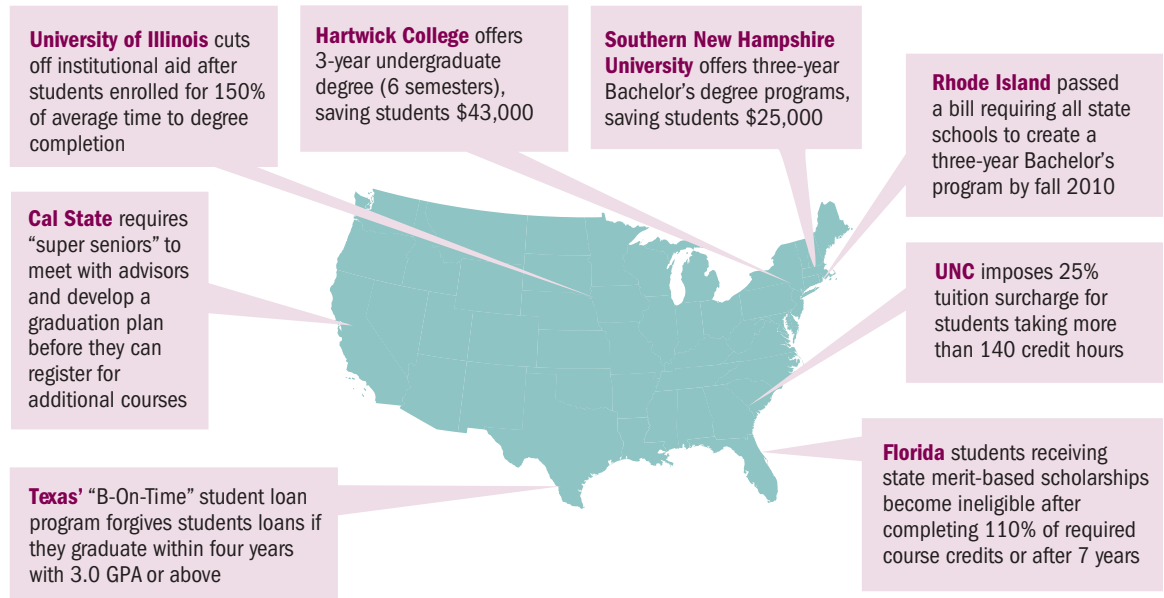 University of Illinois cuts
off institutional aid after
students enrolled for 150%
of average time to degree
completion
Hartwick College offers
3-year undergraduate
degree (6 semesters),
saving students $43,000
Southern New Hampshire
University offers three-year
Bachelor's degree programs,
saving students $25,000
Rhode Island passed
a bill requiring all state
schools to create a
three-year Bachelor's
program by fall 2010
Cal State requires
“super seniors” to
meet with advisors
and develop a
graduation plan
before they can
register for
additional courses
UNC imposes 25%
tuition surcharge for
students taking more
than 140 credit hours
Texas' “B-On-Time” student loan
program forgives students loans if
they graduate within four years
with 3.0 GPA or above
Florida students receiving
state merit-based scholarships
become ineligible after
completing 110% of required
course credits or after 7 years